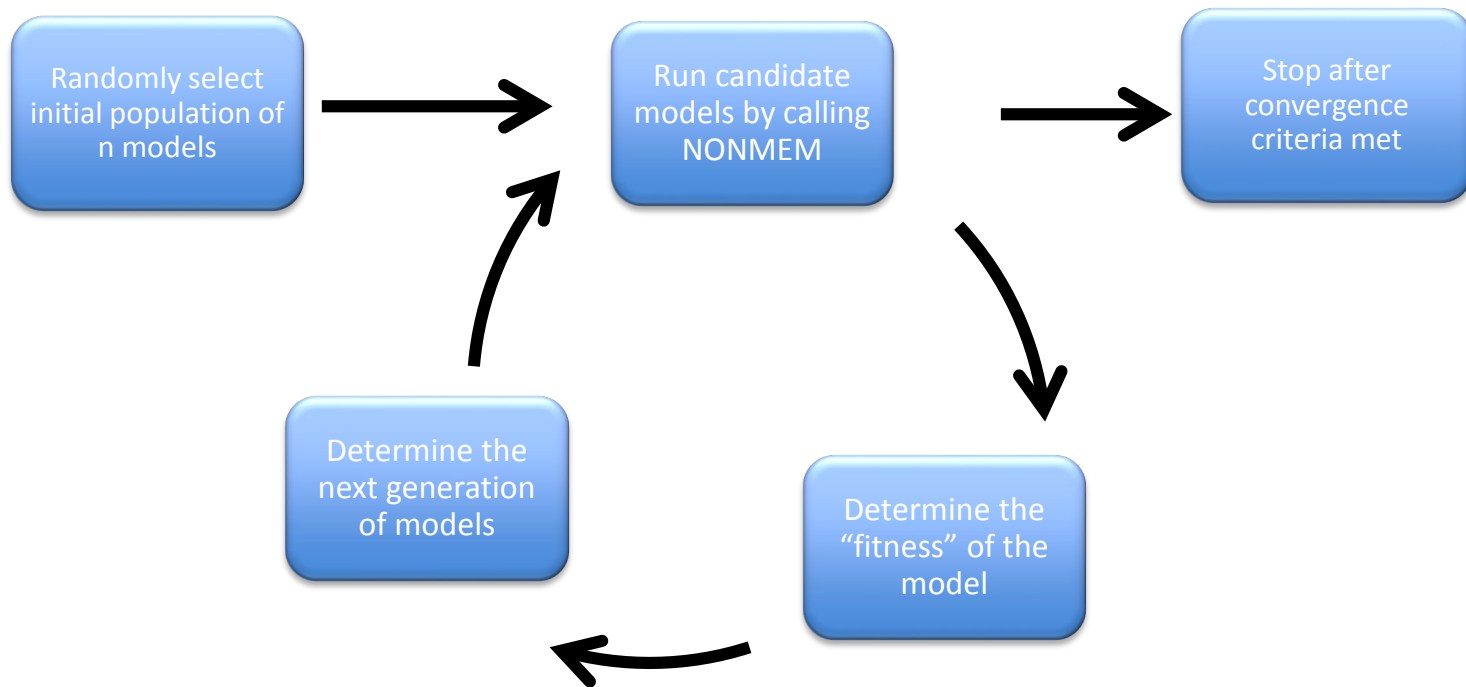 Randomly select
initial population of
n models
Run candidate
models by calling
NONMEM
Stop after
convergence
criteria met
Determine the
next generation
of models
Determine the
“fitness” of the
model